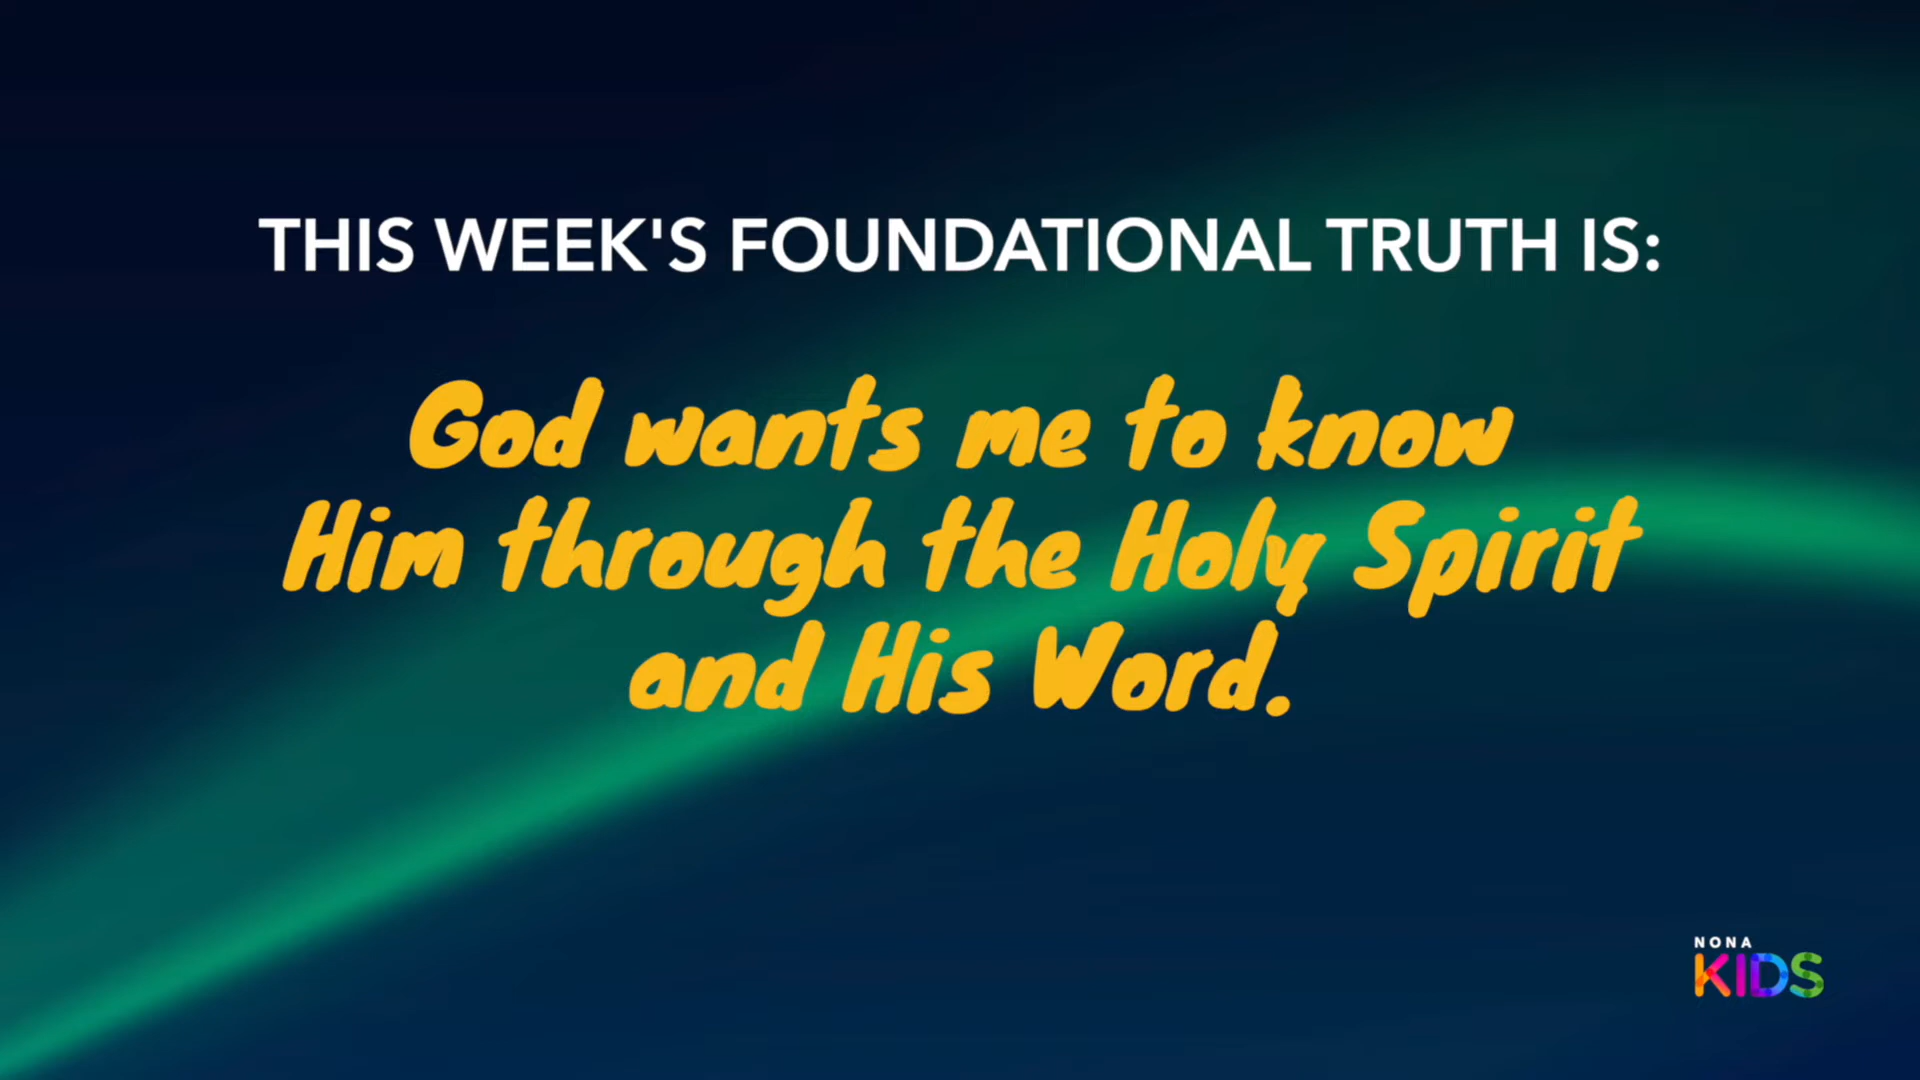 THIS WEEK'S FOUNDATIONAL TRUTH IS:
God wants me to know
Him through the Holy Spirit
and His Word.
NONA
KIDS